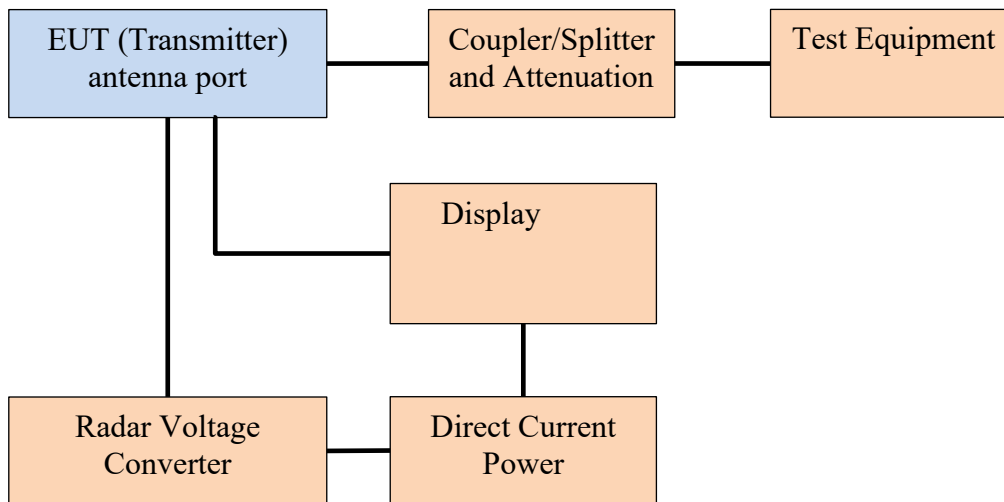 EUT (Transmitter)
antenna port
Coupler/Splitter
and Attenuation
Test Equipment
Display
Radar Voltage
Converter
Direct Current
Power